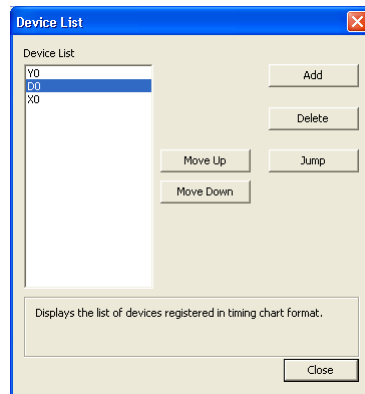 Device List
Device List
Y0
D0
X0
Add
Delete
Move Up
Jump
Move Down
Displays the list of devices registered in timing chart format.
Close